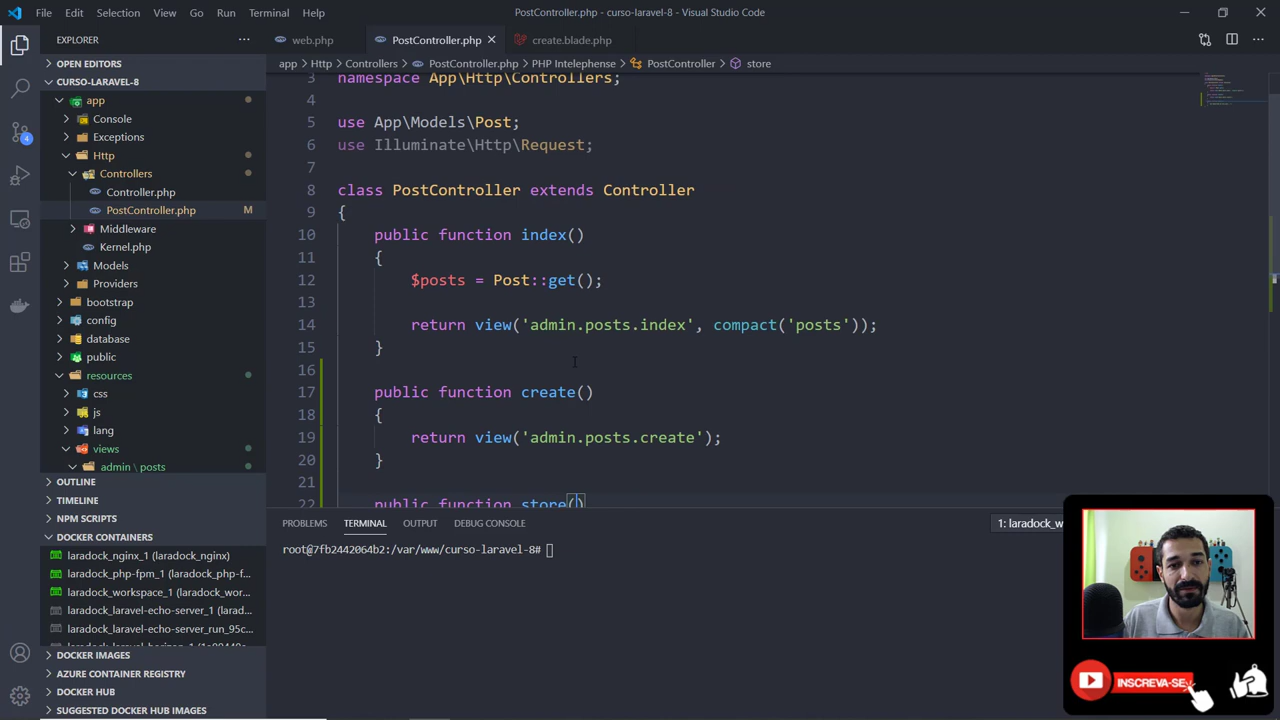 File Edit Selection View Go Run Terminal Help
PostController.php - curso-laravel-8 - Visual Studio Code
EXPLORER
OPEN EDITORS
CURSO-LARAVEL-8
app
Console
Exceptions
Http
Controllers
Controller.php
PostController.php M
Middleware
Kernel.php
Models
Providers
bootstrap
config
database
public
resources
css
js
lang
views
admin \ posts
OUTLINE
TIMELINE
NPM SCRIPTS
DOCKER CONTAINERS
laradock_nginx_1 (laradock_nginx)
laradock_php-fpm_1 (laradock_php-f...
laradock_workspace_1 (laradock_wor...
laradock_laravel-echo-server_1 (larad...
laradock_laravel-echo-server_run_95c...
DOCKER IMAGES
AZURE CONTAINER REGISTRY
DOCKER HUB
SUGGESTED DOCKER HUB IMAGES
4
web.php PostController.php create.blade.php
app > Http > Controllers > PostController.php > PHP Intelephense > PostController > store
3 namespace App\Http\Controllers;
4
5 use App\Models\Post;
6 use Illuminate\Http\Request;
7
8 class PostController extends Controller
9 {
10 public function index()
11 {
12 $posts = Post::get();
13
14 return view('admin.posts.index', compact('posts'));
15 }
16
17 public function create()
18 {
19 return view('admin.posts.create');
20 }
21
22 public function store()
PROBLEMS TERMINAL OUTPUT DEBUG CONSOLE
1: laradock_w
root@7fb2442064b2:/var/www/curso-laravel-8#
INSCREVA-SE